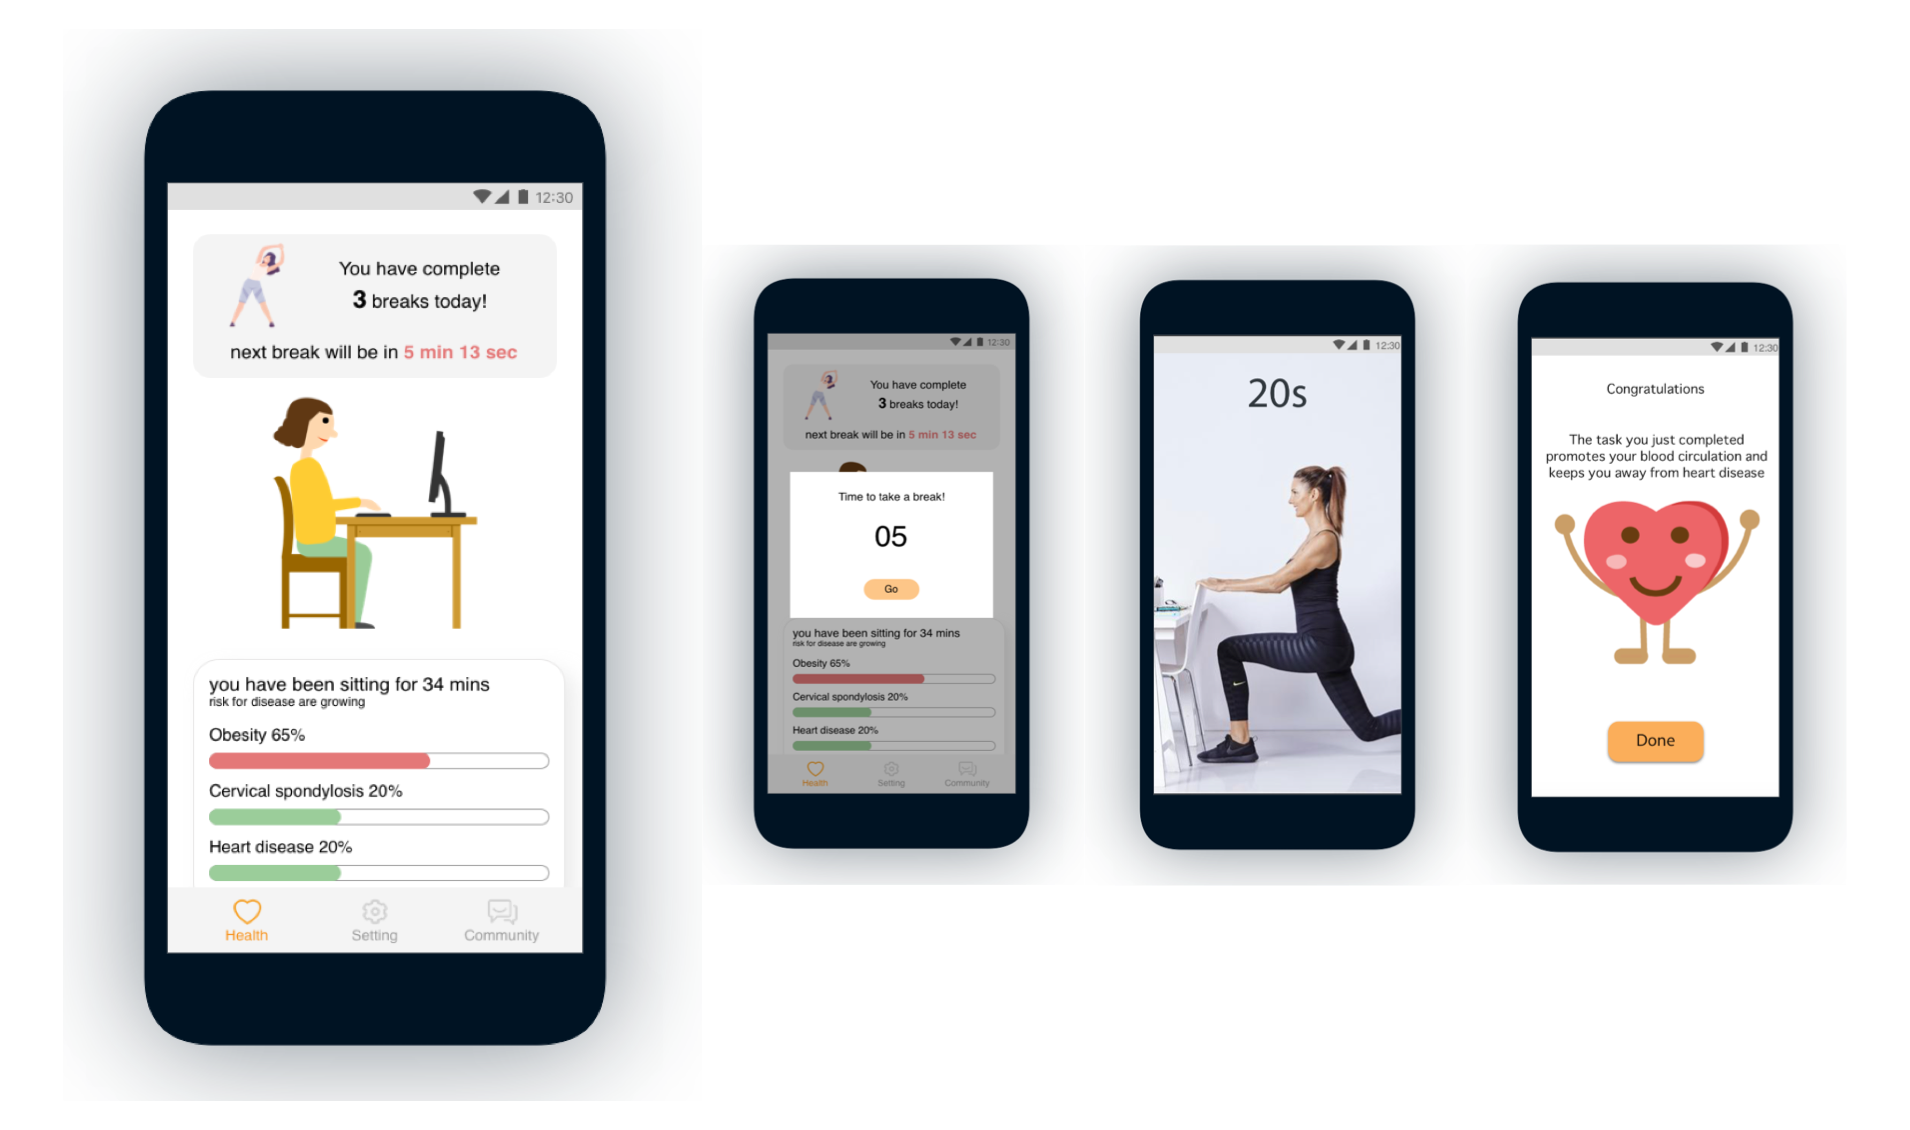 12:30
You have complete
3 breaks today!
next break will be in 5 min 13 sec
you have been sitting for 34 mins
risk for disease are growing
Obesity 65%
Cervical spondylosis 20%
Heart disease 20%
Health
Setting
Community
12:30
You have complete
3 breaks today!
next break will be in 5 min 13 sec
Time to take a break!
05
Go
you have been sitting for 34 mins
risk for disease are growing
Obesity 65%
Cervical spondylosis 20%
Heart disease 20%
Health
Setting
Community
12:30
20s
12:30
Congratulations
The task you just completed
promotes your blood circulation and
keeps you away from heart disease
Done